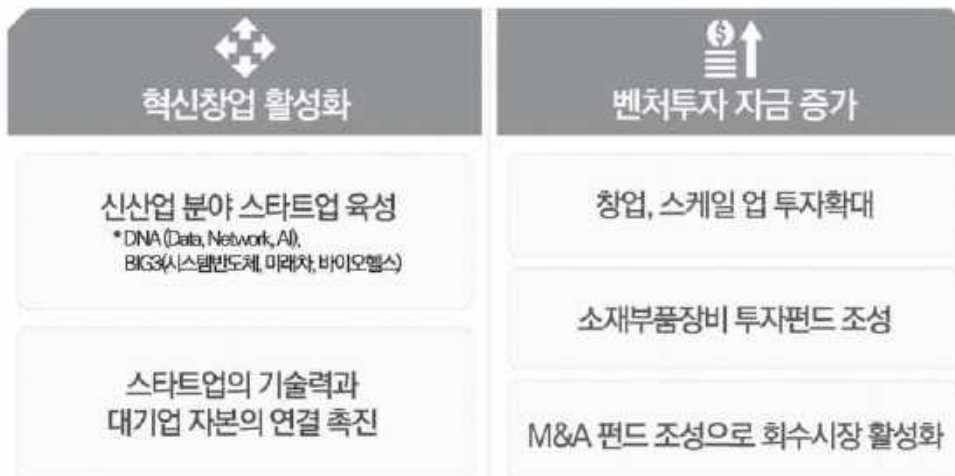 혁신창업 활성화
신산업 분야 스타트업 육성
*DNA(Data, Network, AI),
BIG3(시스템반도체, 미래차, 바이오헬스)
스타트업의 기술력과
대기업 자본의 연결 촉진
벤처투자 자금 증가
창업, 스케일 업 투자확대
소재부품장비 투자펀드 조성
M&A 펀드 조성으로 회수시장 활성화